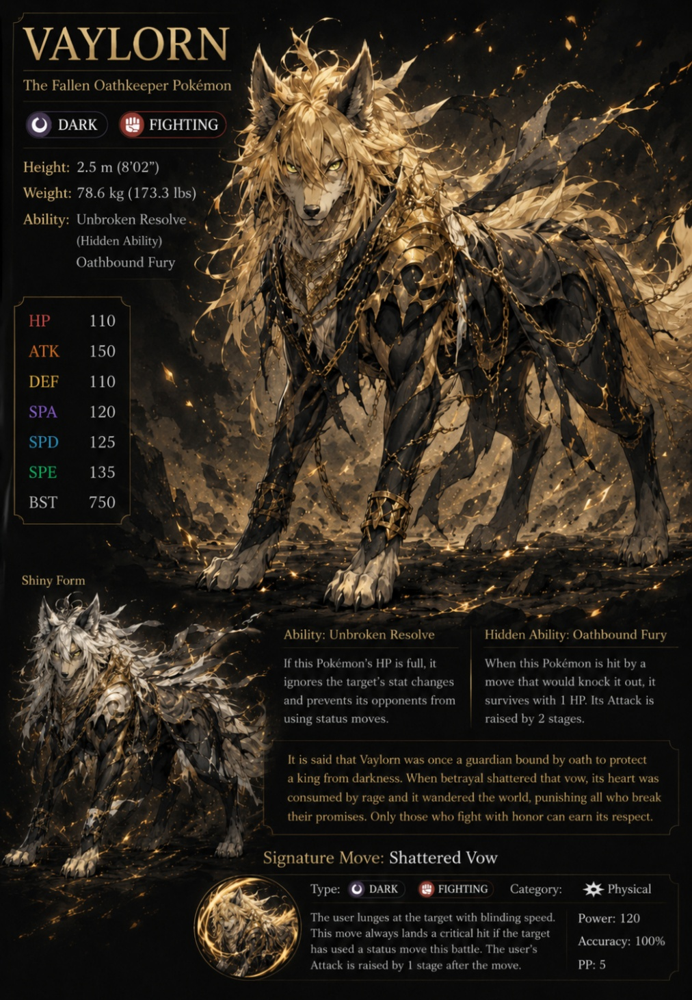 VAYLORN
The Fallen Oathkeeper Pokémon
DARK FIGHTING
Height: 2.5 m (8'02")
Weight: 78.6 kg (173.3 lbs)
Ability: Unbroken Resolve
(Hidden Ability)
Oathbound Fury
HP 110
ATK 150
DEF 110
SPA 120
SPD 125
SPE 135
BST 750
Shiny Form
Ability: Unbroken Resolve
If this Pokémon's HP is full, it
ignores the target's stat changes
and prevents its opponents from
using status moves.
Hidden Ability: Oathbound Fury
When this Pokémon is hit by a
move that would knock it out, it
survives with 1 HP. Its Attack is
raised by 2 stages.
It is said that Vaylorn was once a guardian bound by oath to protect
a king from darkness. When betrayal shattered that vow, its heart was
consumed by rage and it wandered the world, punishing all who break
their promises. Only those who fight with honor can earn its respect.
Signature Move: Shattered Vow
Type: DARK FIGHTING Category: Physical
The user lunges at the target with blinding speed.
This move always lands a critical hit if the target
has used a status move this battle. The user's
Attack is raised by 1 stage after the move.
Power: 120
Accuracy: 100%
PP: 5